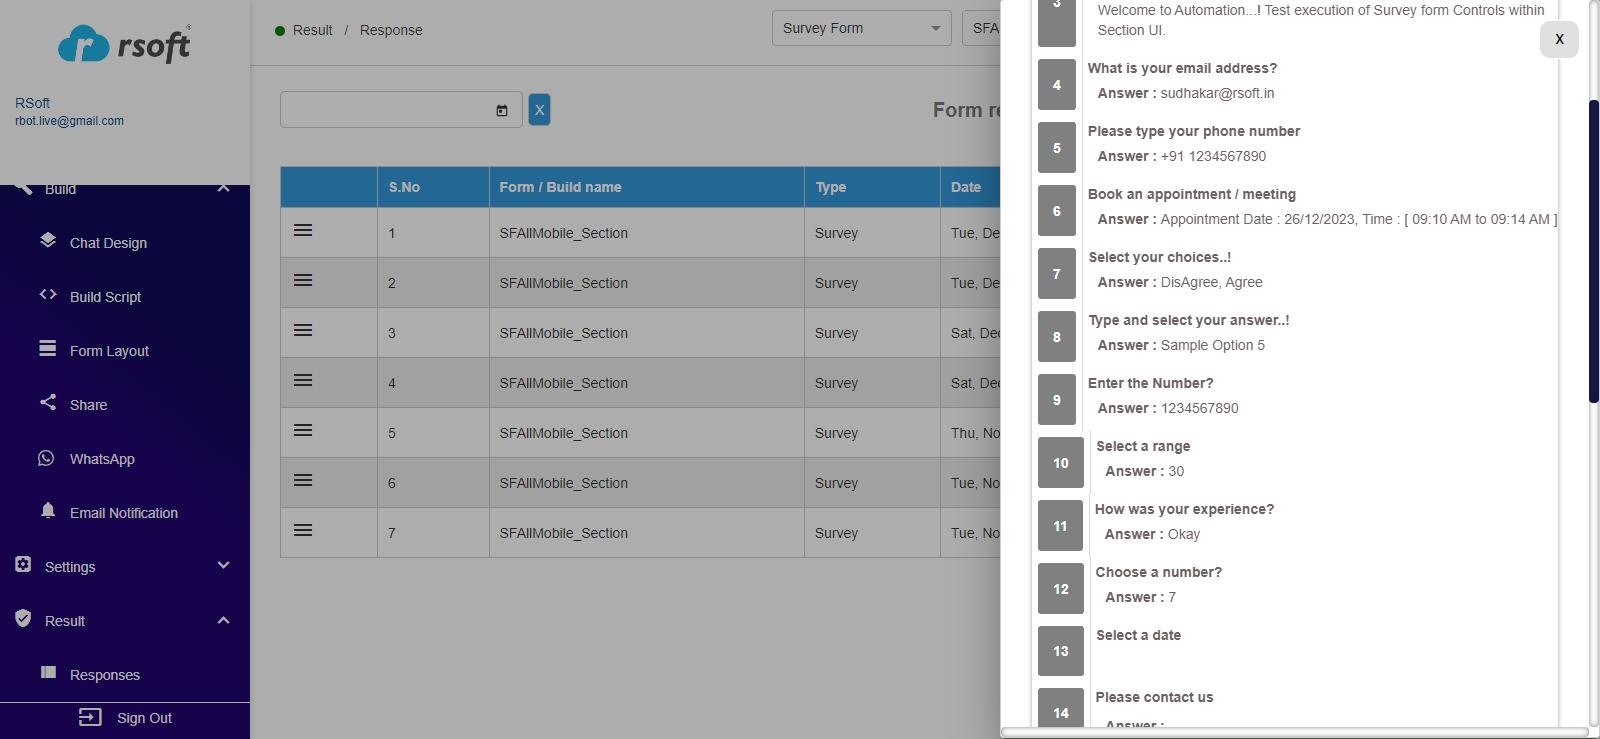 rsoft
RSoft
rbot.live@gmail.com
Build
Chat Design
Build Script
Form Layout
Share
WhatsApp
Email Notification
Settings
Result
Responses
Sign Out
Result / Response
Survey Form
SFA
X
Form re
S.No Form / Build name Type Date
1 SFAllMobile_Section Survey Tue, De
2 SFAllMobile_Section Survey Tue, De
3 SFAllMobile_Section Survey Sat, Dec
4 SFAllMobile_Section Survey Sat, Dec
5 SFAllMobile_Section Survey Thu, No
6 SFAllMobile_Section Survey Tue, No
7 SFAllMobile_Section Survey Tue, No
X
3
Welcome to Automation...! Test execution of Survey form Controls within
Section UI.
4 What is your email address?
Answer : sudhakar@rsoft.in
5 Please type your phone number
Answer : +91 1234567890
6 Book an appointment / meeting
Answer : Appointment Date : 26/12/2023, Time : [ 09:10 AM to 09:14 AM ]
7 Select your choices..!
Answer : DisAgree, Agree
8 Type and select your answer..!
Answer : Sample Option 5
9 Enter the Number?
Answer : 1234567890
10 Select a range
Answer : 30
11 How was your experience?
Answer : Okay
12 Choose a number?
Answer : 7
13 Select a date
14 Please contact us
Answer :